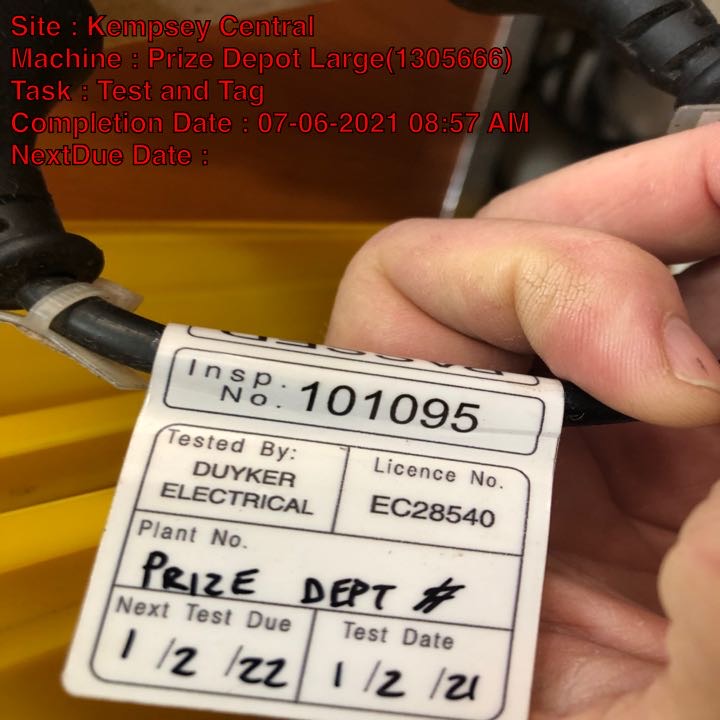 Site : Kempsey Central
Machine : Prize Depot Large(1305666)
Task : Test and Tag
Completion Date : 07-06-2021 08:57 AM
NextDue Date :
PASSED
Insp. No. 101095
Tested By:
DUYKER
ELECTRICAL
Licence No.
EC28540
Plant No.
PRIZE DEPT #
Next Test Due
1/2/22
Test Date
1/2/21